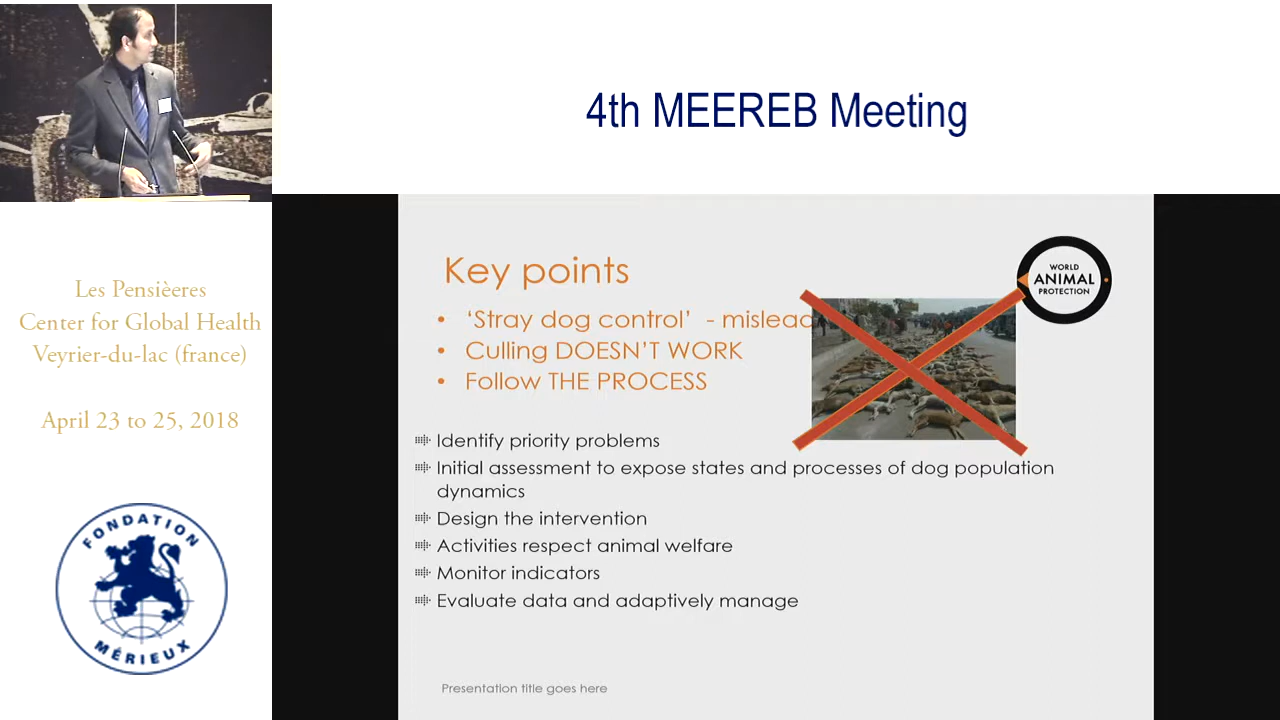 4th MEEREB Meeting
Les Pensièeres
Center for Global Health
Veyrier-du-lac (france)
April 23 to 25, 2018
FONDATION
MÉRIEUX
Key points
WORLD
ANIMAL
PROTECTION
• ‘Stray dog control’ - mislead
• Culling DOESN’T WORK
• Follow THE PROCESS
Identify priority problems
Initial assessment to expose states and processes of dog population
dynamics
Design the intervention
Activities respect animal welfare
Monitor indicators
Evaluate data and adaptively manage
Presentation title goes here